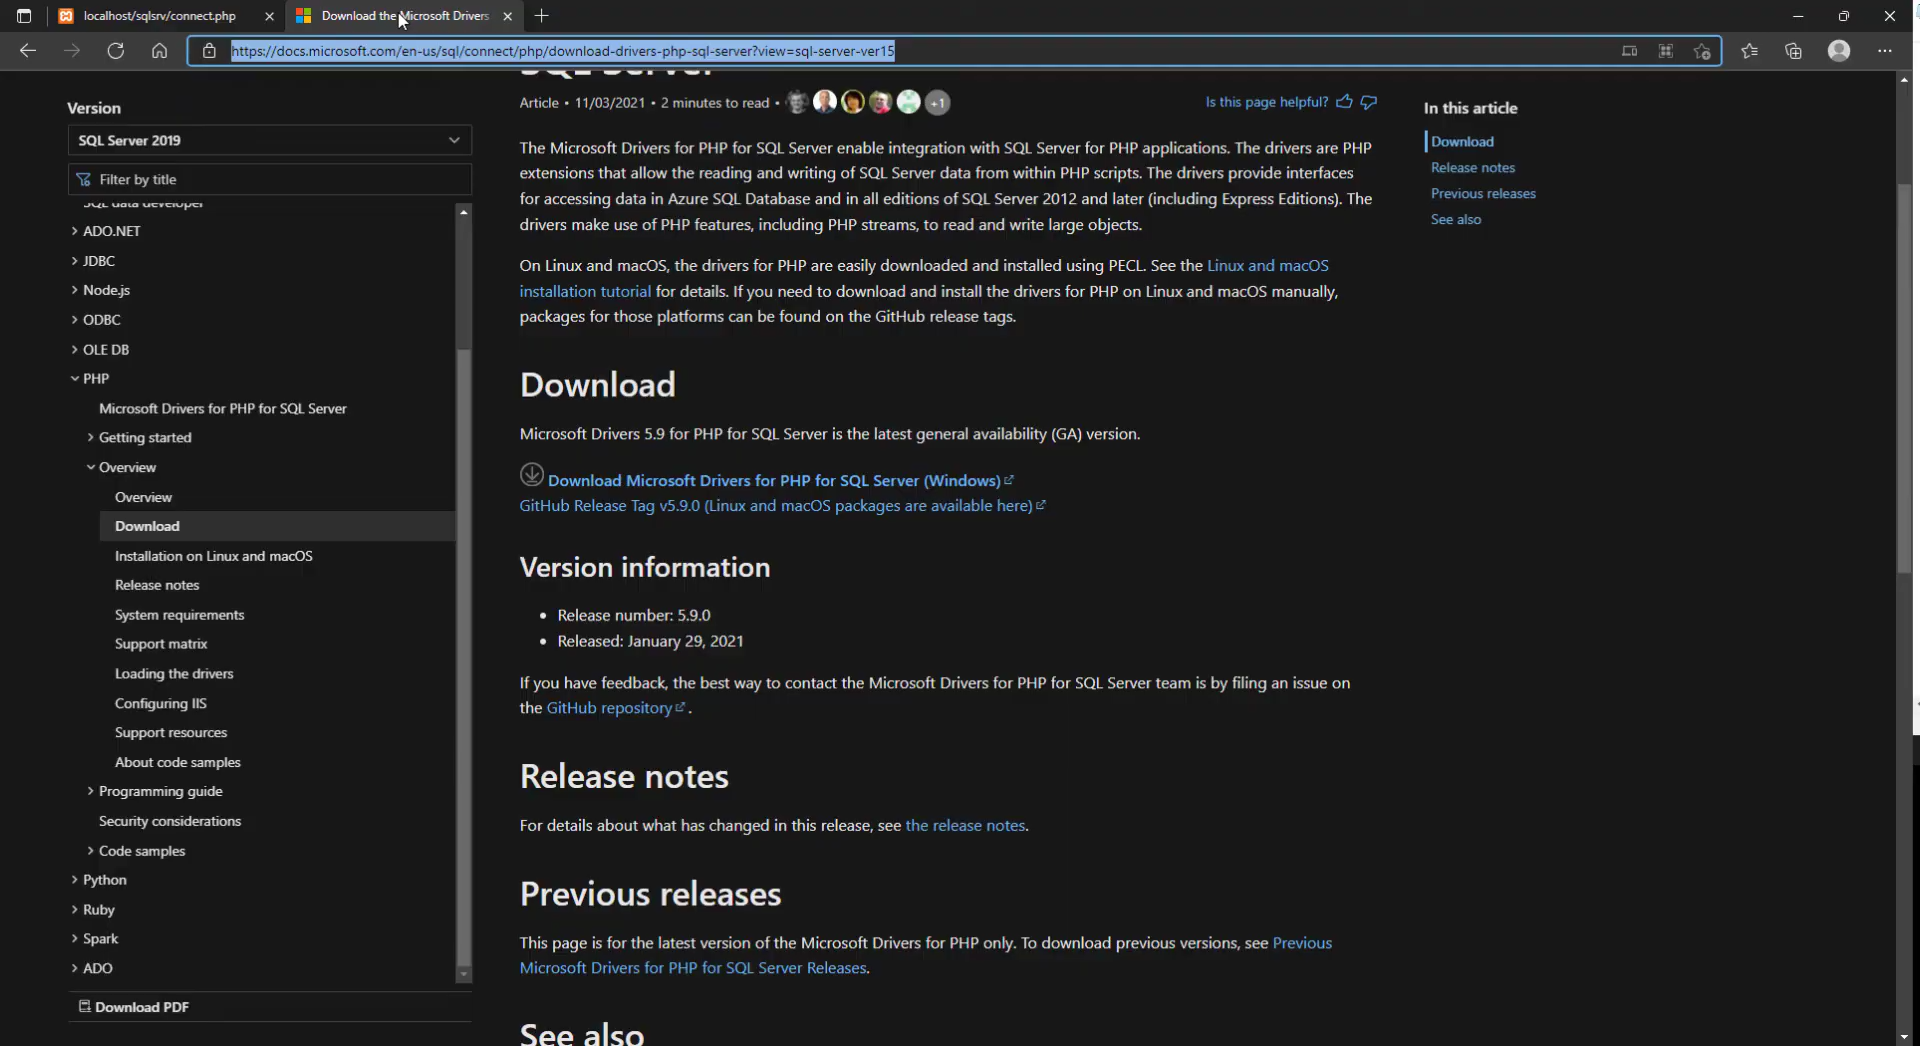 localhost/sqlsrv/connect.php
Download the Microsoft Drivers
https://docs.microsoft.com/en-us/sql/connect/php/download-drivers-php-sql-server?view=sql-server-ver15
Version
SQL Server 2019
Filter by title
SQL data developer
ADO.NET
JDBC
Node.js
ODBC
OLE DB
PHP
Microsoft Drivers for PHP for SQL Server
Getting started
Overview
Overview
Download
Installation on Linux and macOS
Release notes
System requirements
Support matrix
Loading the drivers
Configuring IIS
Support resources
About code samples
Programming guide
Security considerations
Code samples
Python
Ruby
Spark
ADO
Download PDF
SQL Server
Article • 11/03/2021 • 2 minutes to read • +1
Is this page helpful?
The Microsoft Drivers for PHP for SQL Server enable integration with SQL Server for PHP applications. The drivers are PHP
extensions that allow the reading and writing of SQL Server data from within PHP scripts. The drivers provide interfaces
for accessing data in Azure SQL Database and in all editions of SQL Server 2012 and later (including Express Editions). The
drivers make use of PHP features, including PHP streams, to read and write large objects.
On Linux and macOS, the drivers for PHP are easily downloaded and installed using PECL. See the Linux and macOS
installation tutorial for details. If you need to download and install the drivers for PHP on Linux and macOS manually,
packages for those platforms can be found on the GitHub release tags.
Download
Microsoft Drivers 5.9 for PHP for SQL Server is the latest general availability (GA) version.
Download Microsoft Drivers for PHP for SQL Server (Windows)
GitHub Release Tag v5.9.0 (Linux and macOS packages are available here)
Version information
• Release number: 5.9.0
• Released: January 29, 2021
If you have feedback, the best way to contact the Microsoft Drivers for PHP for SQL Server team is by filing an issue on
the GitHub repository .
Release notes
For details about what has changed in this release, see the release notes.
Previous releases
This page is for the latest version of the Microsoft Drivers for PHP only. To download previous versions, see Previous
Microsoft Drivers for PHP for SQL Server Releases.
See also
In this article
Download
Release notes
Previous releases
See also